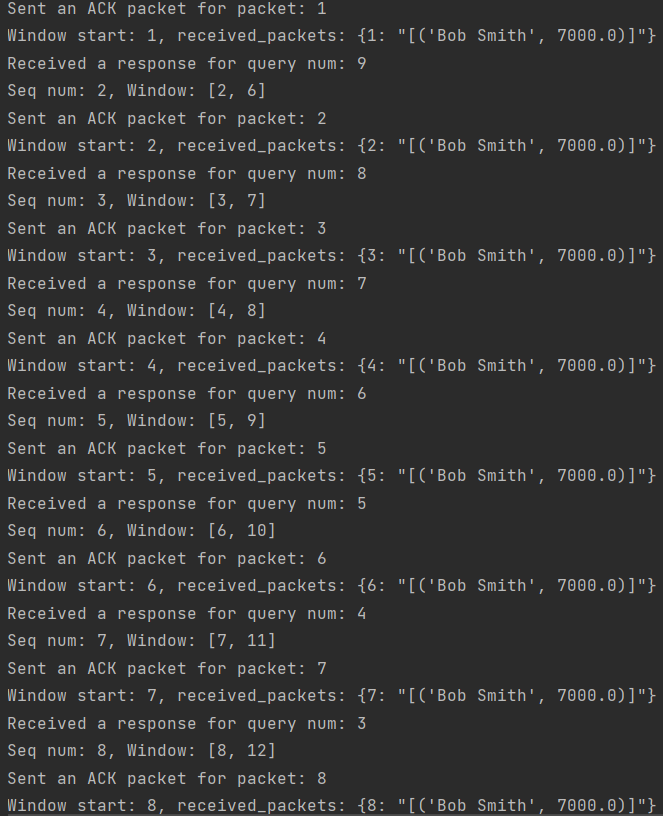 Sent an ACK packet for packet: 1
Window start: 1, received_packets: {1: "[('Bob Smith', 7000.0)]"}
Received a response for query num: 9
Seq num: 2, Window: [2, 6]
Sent an ACK packet for packet: 2
Window start: 2, received_packets: {2: "[('Bob Smith', 7000.0)]"}
Received a response for query num: 8
Seq num: 3, Window: [3, 7]
Sent an ACK packet for packet: 3
Window start: 3, received_packets: {3: "[('Bob Smith', 7000.0)]"}
Received a response for query num: 7
Seq num: 4, Window: [4, 8]
Sent an ACK packet for packet: 4
Window start: 4, received_packets: {4: "[('Bob Smith', 7000.0)]"}
Received a response for query num: 6
Seq num: 5, Window: [5, 9]
Sent an ACK packet for packet: 5
Window start: 5, received_packets: {5: "[('Bob Smith', 7000.0)]"}
Received a response for query num: 5
Seq num: 6, Window: [6, 10]
Sent an ACK packet for packet: 6
Window start: 6, received_packets: {6: "[('Bob Smith', 7000.0)]"}
Received a response for query num: 4
Seq num: 7, Window: [7, 11]
Sent an ACK packet for packet: 7
Window start: 7, received_packets: {7: "[('Bob Smith', 7000.0)]"}
Received a response for query num: 3
Seq num: 8, Window: [8, 12]
Sent an ACK packet for packet: 8
Window start: 8, received_packets: {8: "[('Bob Smith', 7000.0)]"}